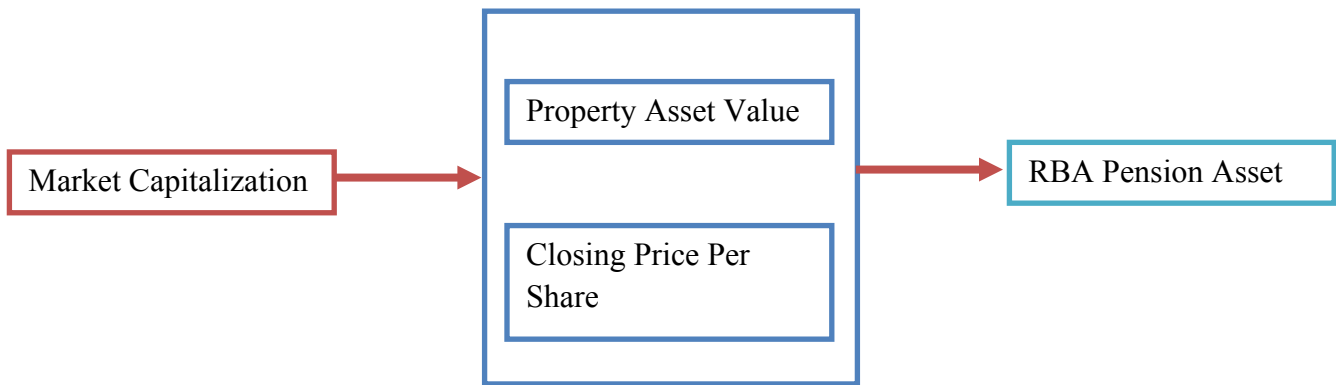 Market Capitalization
Property Asset Value
Closing Price Per
Share
RBA Pension Asset